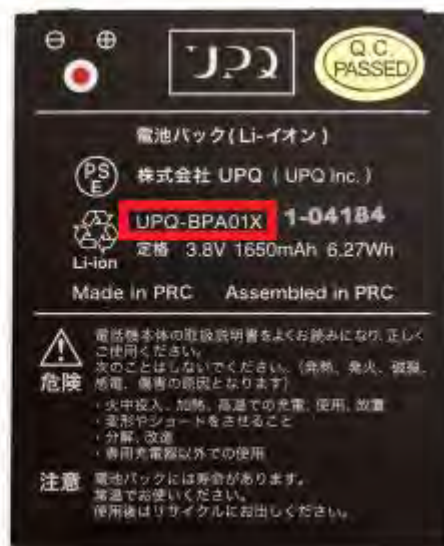 ⊖ ⊕
UPQ
Q.C.
PASSED
電池パック(Li-イオン)
PS
E
株式会社 UPQ ( UPQ Inc. )
UPQ-BPA01X 1-04184
定格 3.8V 1650mAh 6.27Wh
Li-ion
Made in PRC Assembled in PRC
電話機本体の取扱説明書をよくお読みになり、正しく
ご使用ください。
次のことはしないでください。(発熱、発火、破裂、
感電、傷害の原因となります)
危険
・火中投入、加熱、高温での充電、使用、放置
・変形やショートをさせること
・分解、改造
・専用充電器以外での使用
注意
電池パックには寿命があります。
常温でお使いください。
使用後はリサイクルにお出しください。